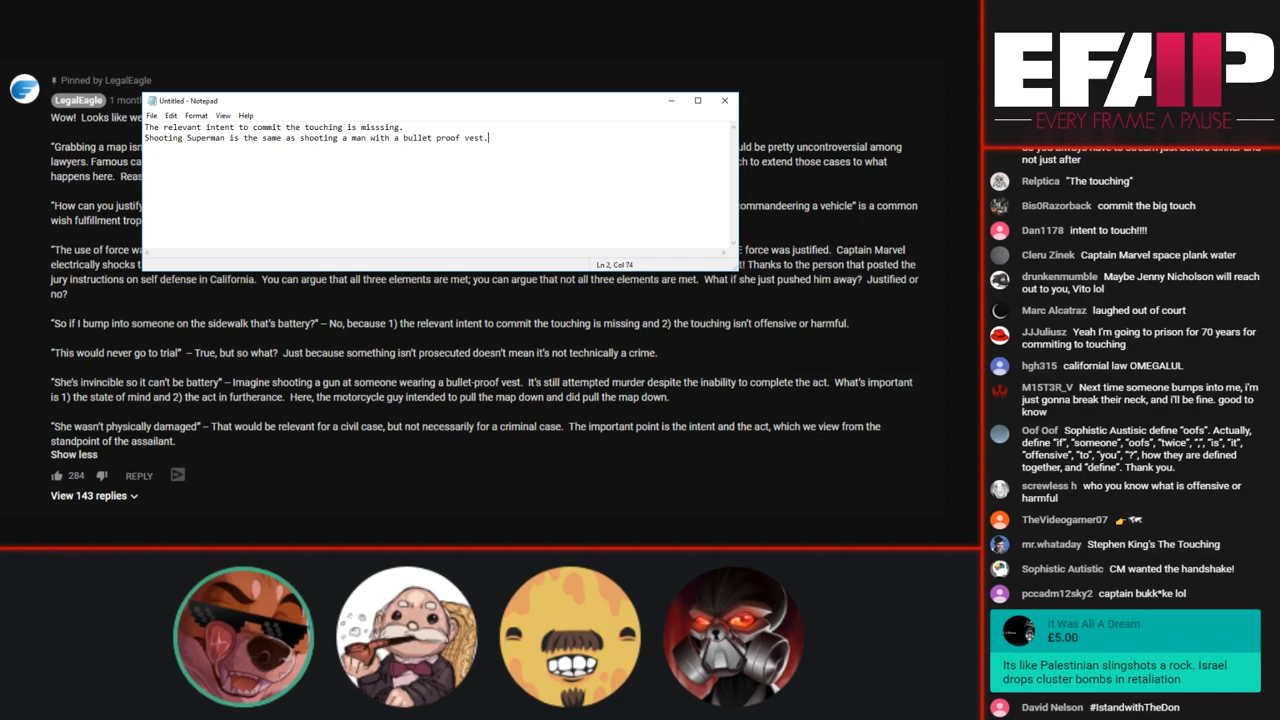 Pinned by LegalEagle
LegalEagle 1 month
Wow! Looks like we
"Grabbing a map isn
uld be pretty uncontroversial among
lawyers. Famous ca
ch to extend those cases to what
happens here. Reas
"How can you justify
ommandeering a vehicle" is a common
wish fulfillment trop
"The use of force wa
E force was justified. Captain Marvel
electrically shocks t
t! Thanks to the person that posted the
jury instructions on self defense in California. You can argue that all three elements are met; you can argue that not all three elements are met. What if she just pushed him away? Justified or
no?
"So if I bump into someone on the sidewalk that's battery?" – No, because 1) the relevant intent to commit the touching is missing and 2) the touching isn't offensive or harmful.
"This would never go to trial" – True, but so what? Just because something isn't prosecuted doesn't mean it's not technically a crime.
"She's invincible so it can't be battery" – Imagine shooting a gun at someone wearing a bullet-proof vest. It's still attempted murder despite the inability to complete the act. What's important
is 1) the state of mind and 2) the act in furtherance. Here, the motorcycle guy intended to pull the map down and did pull the map down.
"She wasn't physically damaged" – That would be relevant for a civil case, but not necessarily for a criminal case. The important point is the intent and the act, which we view from the
standpoint of the assailant.
Show less
284 REPLY
View 143 replies
Untitled - Notepad
File Edit Format View Help
The relevant intent to commit the touching is misssing.
Shooting Superman is the same as shooting a man with a bullet proof vest.
Ln 2, Col 74
EFAP
EVERY FRAME A PAUSE
do you always have to stream just before dinner and
not just after
Relptica "The touching"
Bis0Razorback commit the big touch
Dan1178 intent to touch!!!!
Cleru Zinek Captain Marvel space plank water
drunkenmumble Maybe Jenny Nicholson will reach
out to you, Vito lol
Marc Alcatraz laughed out of court
JJJuliusz Yeah I'm going to prison for 70 years for
commiting to touching
hgh315 californial law OMEGALUL
M15T3R_V Next time someone bumps into me, i'm
just gonna break their neck, and i'll be fine. good to
know
Oof Oof Sophistic Austisic define "oofs". Actually,
define "if", "someone", "oofs", "twice", ",", "is", "it",
"offensive", "to", "you", "?", how they are defined
together, and "define". Thank you.
screwless h who you know what is offensive or
harmful
TheVideogamer07 👉🗺
mr.whataday Stephen King's The Touching
Sophistic Autistic CM wanted the handshake!
pccadm12sky2 captain bukk*ke lol
It Was All A Dream
£5.00
Its like Palestinian slingshots a rock. Israel
drops cluster bombs in retaliation
David Nelson #IstandwithTheDon